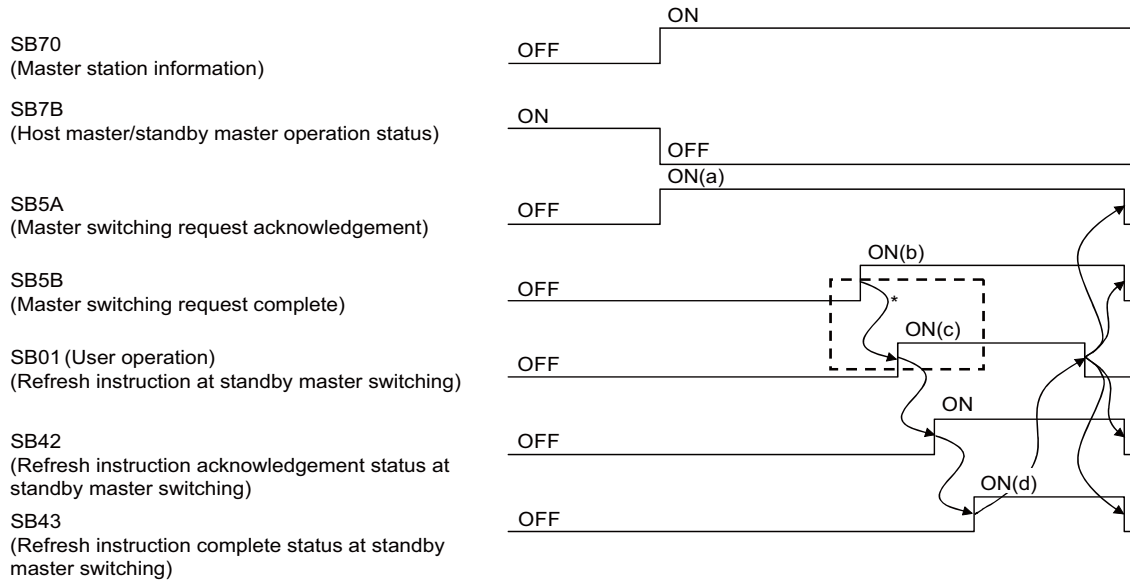 ON
SB70
OFF
(Master station information)
SB7B
ON
(Host master/standby master operation status)
OFF
ON(a)
SB5A
OFF
(Master switching request acknowledgement)
ON(b)
SB5B
OFF
(Master switching request complete)
*
ON(c)
SB01 (User operation)
OFF
(Refresh instruction at standby master switching)
ON
SB42
OFF
(Refresh instruction acknowledgement status at
standby master switching)
ON(d)
SB43
OFF
(Refresh instruction complete status at standby
master switching)